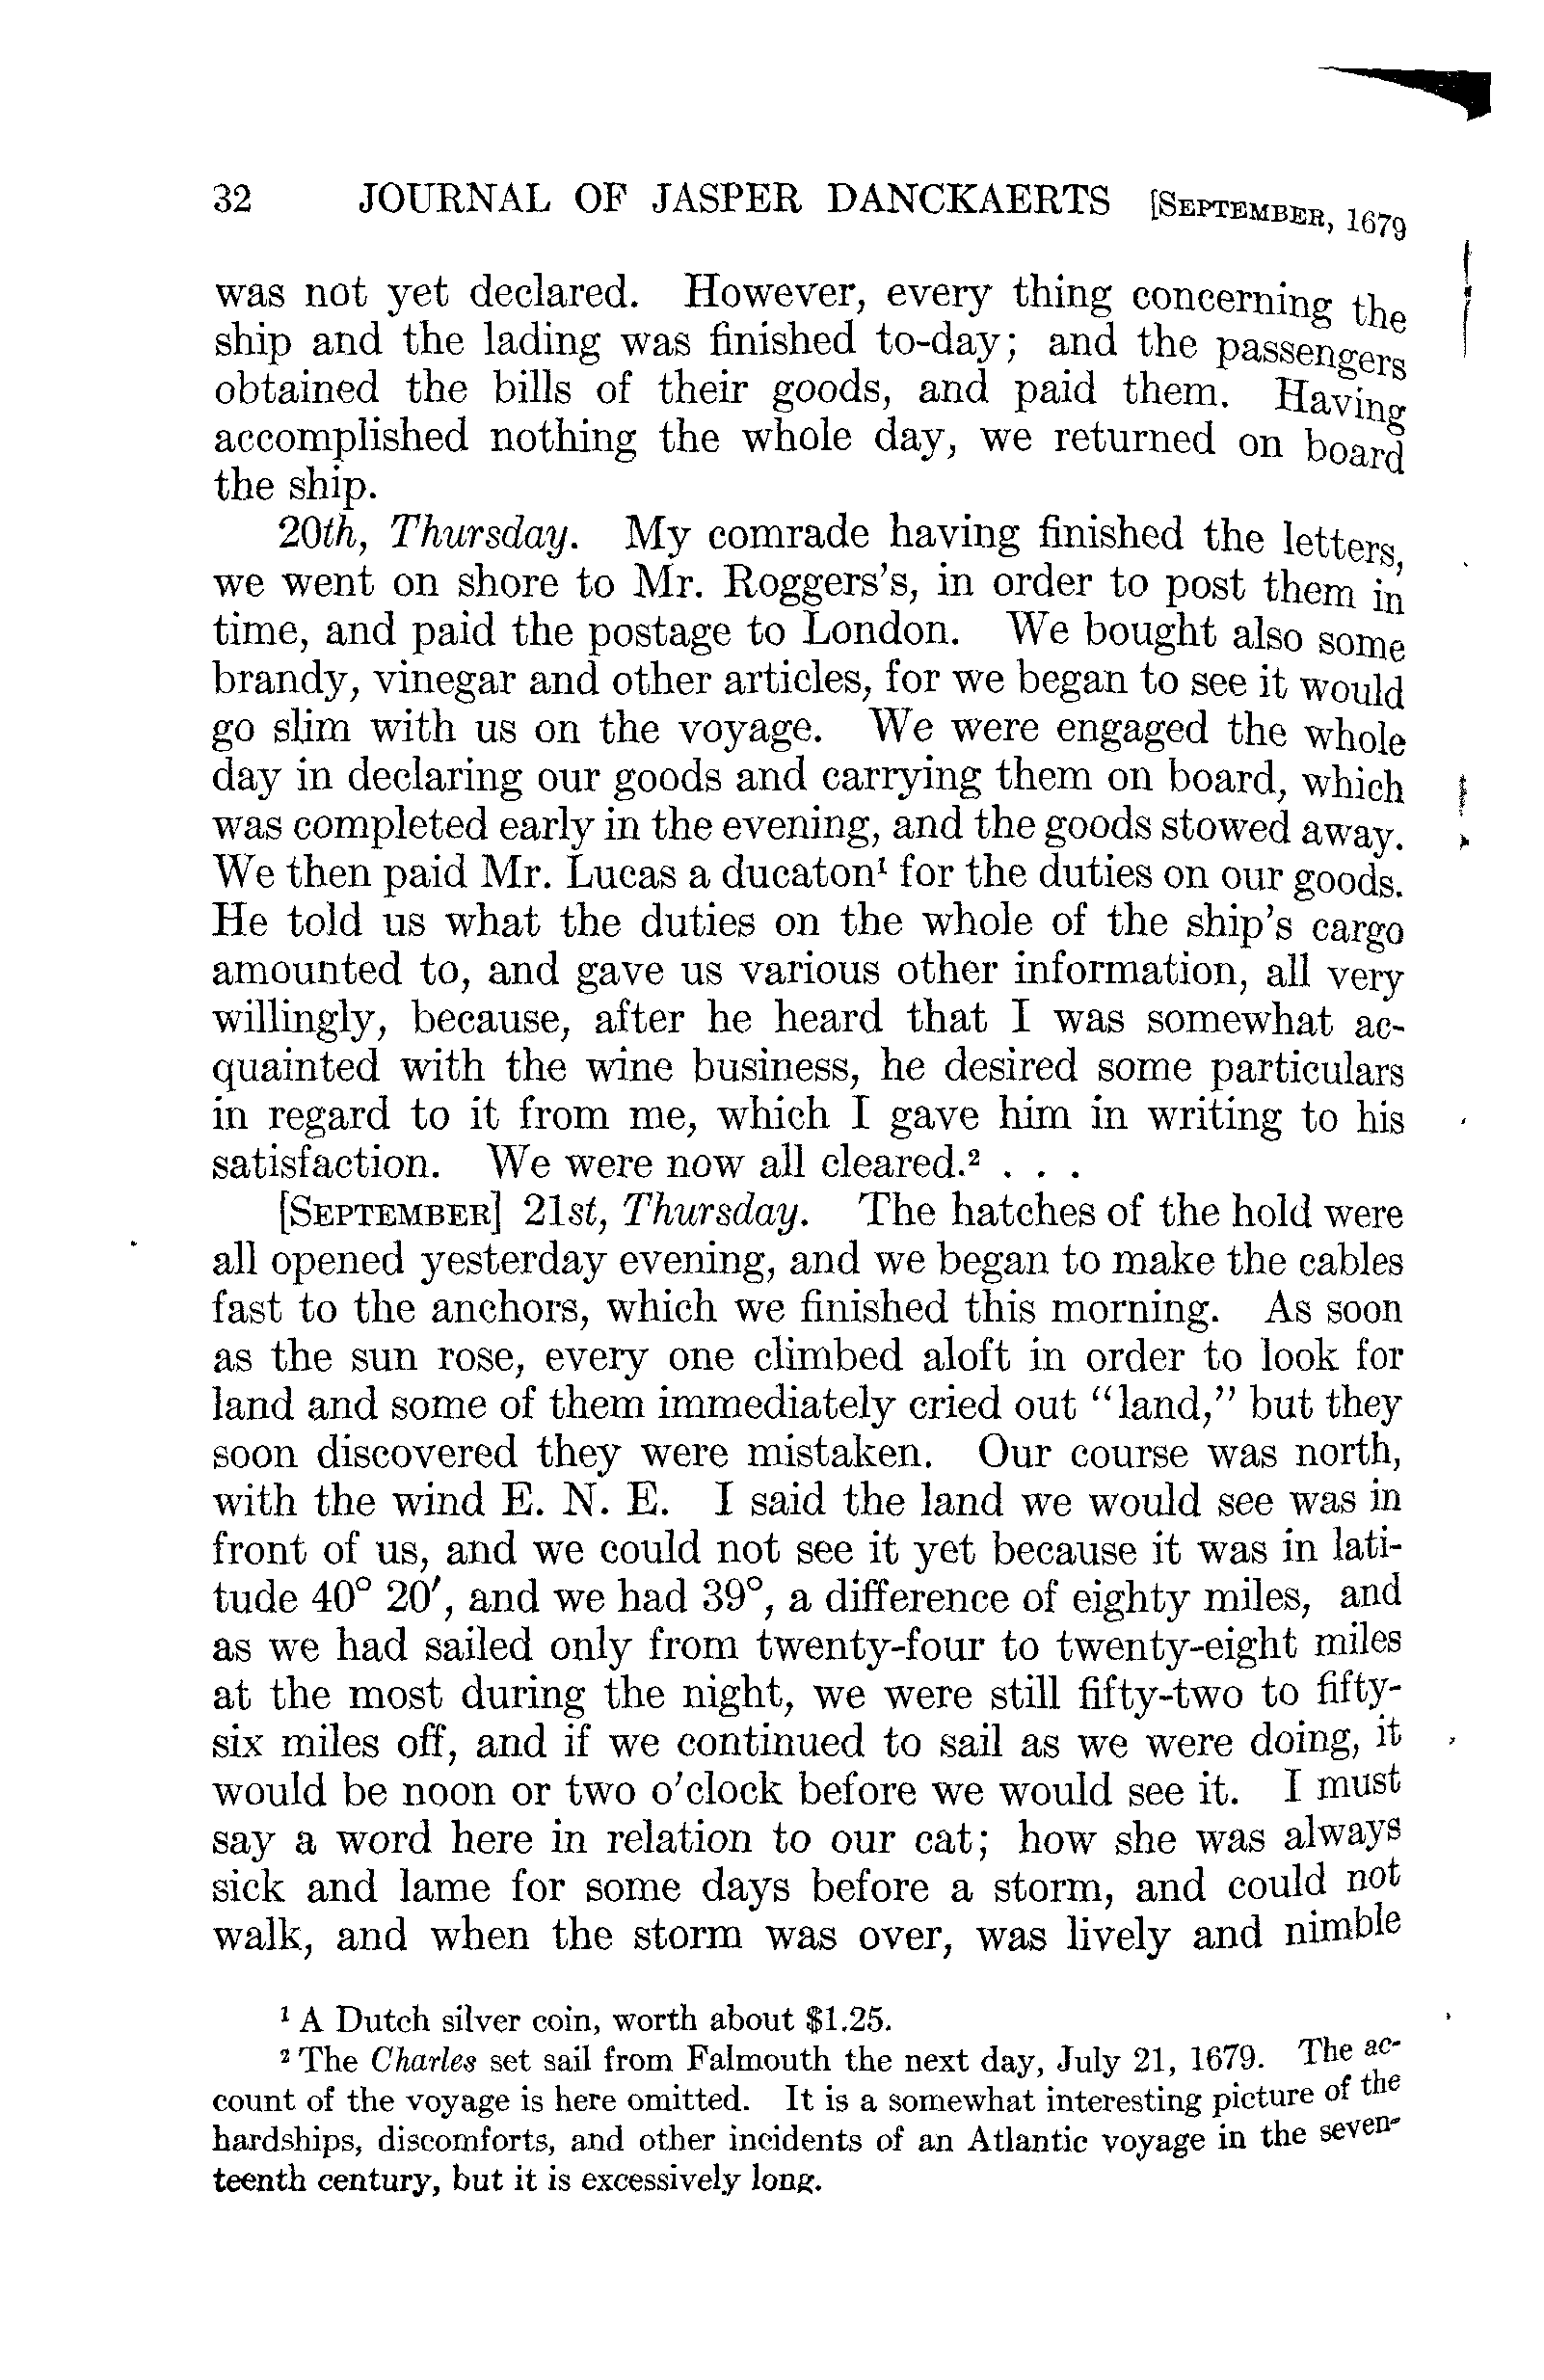 32 JOURNAL OF JASPER DANCKAERTS [SEPTEMBER, 1679
was not yet declared. However, every thing concerning the
ship and the lading was finished to-day; and the passengers
obtained the bills of their goods, and paid them. Having
accomplished nothing the whole day, we returned on board
the ship.
20th, Thursday. My comrade having finished the letters,
we went on shore to Mr. Roggers's, in order to post them in
time, and paid the postage to London. We bought also some
brandy, vinegar and other articles, for we began to see it would
go slim with us on the voyage. We were engaged the whole
day in declaring our goods and carrying them on board, which
was completed early in the evening, and the goods stowed away.
We then paid Mr. Lucas a ducaton¹ for the duties on our goods.
He told us what the duties on the whole of the ship's cargo
amounted to, and gave us various other information, all very
willingly, because, after he heard that I was somewhat ac-
quainted with the wine business, he desired some particulars
in regard to it from me, which I gave him in writing to his
satisfaction. We were now all cleared.² . . .
[SEPTEMBER] 21st, Thursday. The hatches of the hold were
all opened yesterday evening, and we began to make the cables
fast to the anchors, which we finished this morning. As soon
as the sun rose, every one climbed aloft in order to look for
land and some of them immediately cried out "land," but they
soon discovered they were mistaken. Our course was north,
with the wind E. N. E. I said the land we would see was in
front of us, and we could not see it yet because it was in lati-
tude 40° 20′, and we had 39°, a difference of eighty miles, and
as we had sailed only from twenty-four to twenty-eight miles
at the most during the night, we were still fifty-two to fifty-
six miles off, and if we continued to sail as we were doing, it
would be noon or two o'clock before we would see it. I must
say a word here in relation to our cat; how she was always
sick and lame for some days before a storm, and could not
walk, and when the storm was over, was lively and nimble
¹ A Dutch silver coin, worth about $1.25.
² The Charles set sail from Falmouth the next day, July 21, 1679. The ac-
count of the voyage is here omitted. It is a somewhat interesting picture of the
hardships, discomforts, and other incidents of an Atlantic voyage in the seven-
teenth century, but it is excessively long.